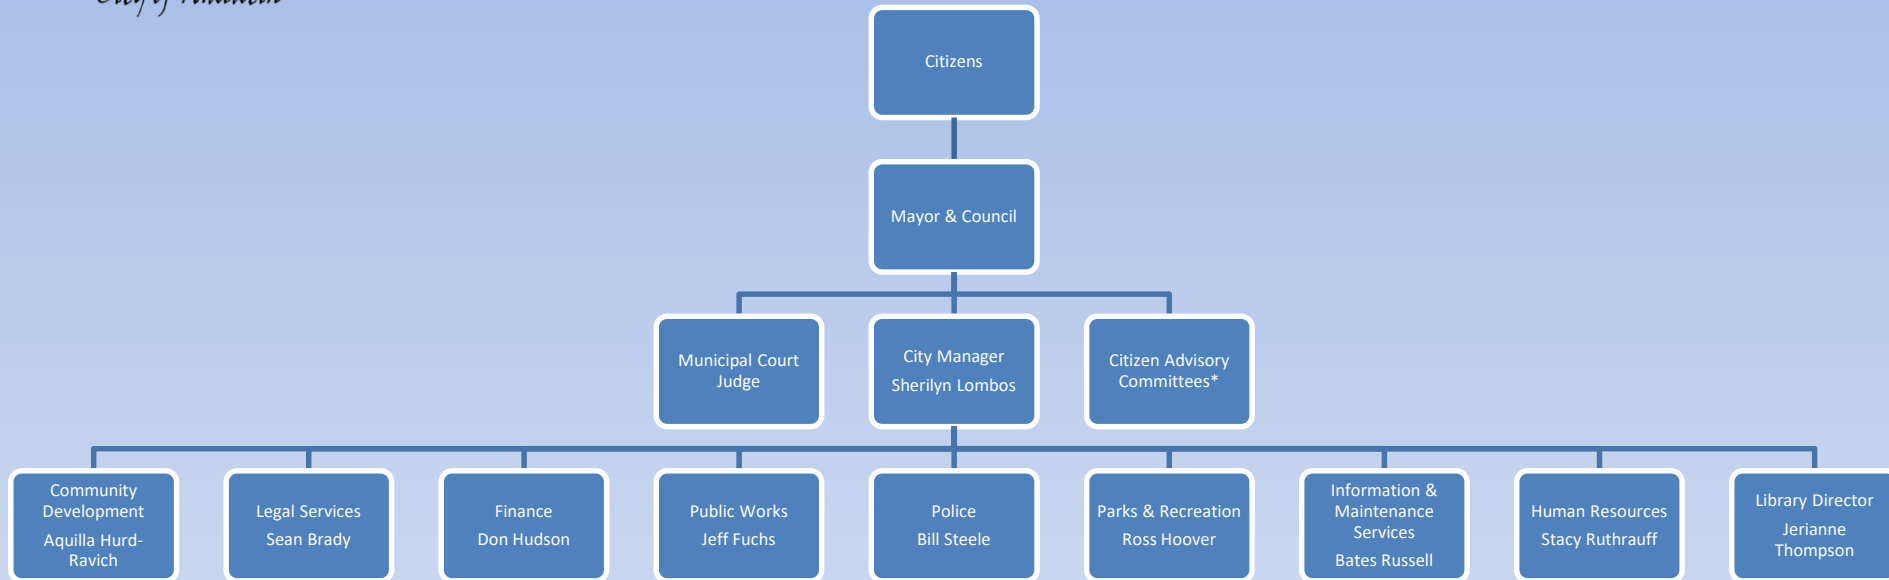 City of
Citizens
Mayor & Council
Municipal Court
Judge
City Manager
Sherilyn Lombos
Citizen Advisory
Committees*
Community
Development
Aquilla Hurd-
Ravich
Legal Services
Sean Brady
Finance
Don Hudson
Public Works
Jeff Fuchs
Police
Bill Steele
Parks & Recreation
Ross Hoover
Information &
Maintenance
Services
Bates Russell
Human Resources
Stacy Ruthrauff
Library Director
Jerianne
Thompson